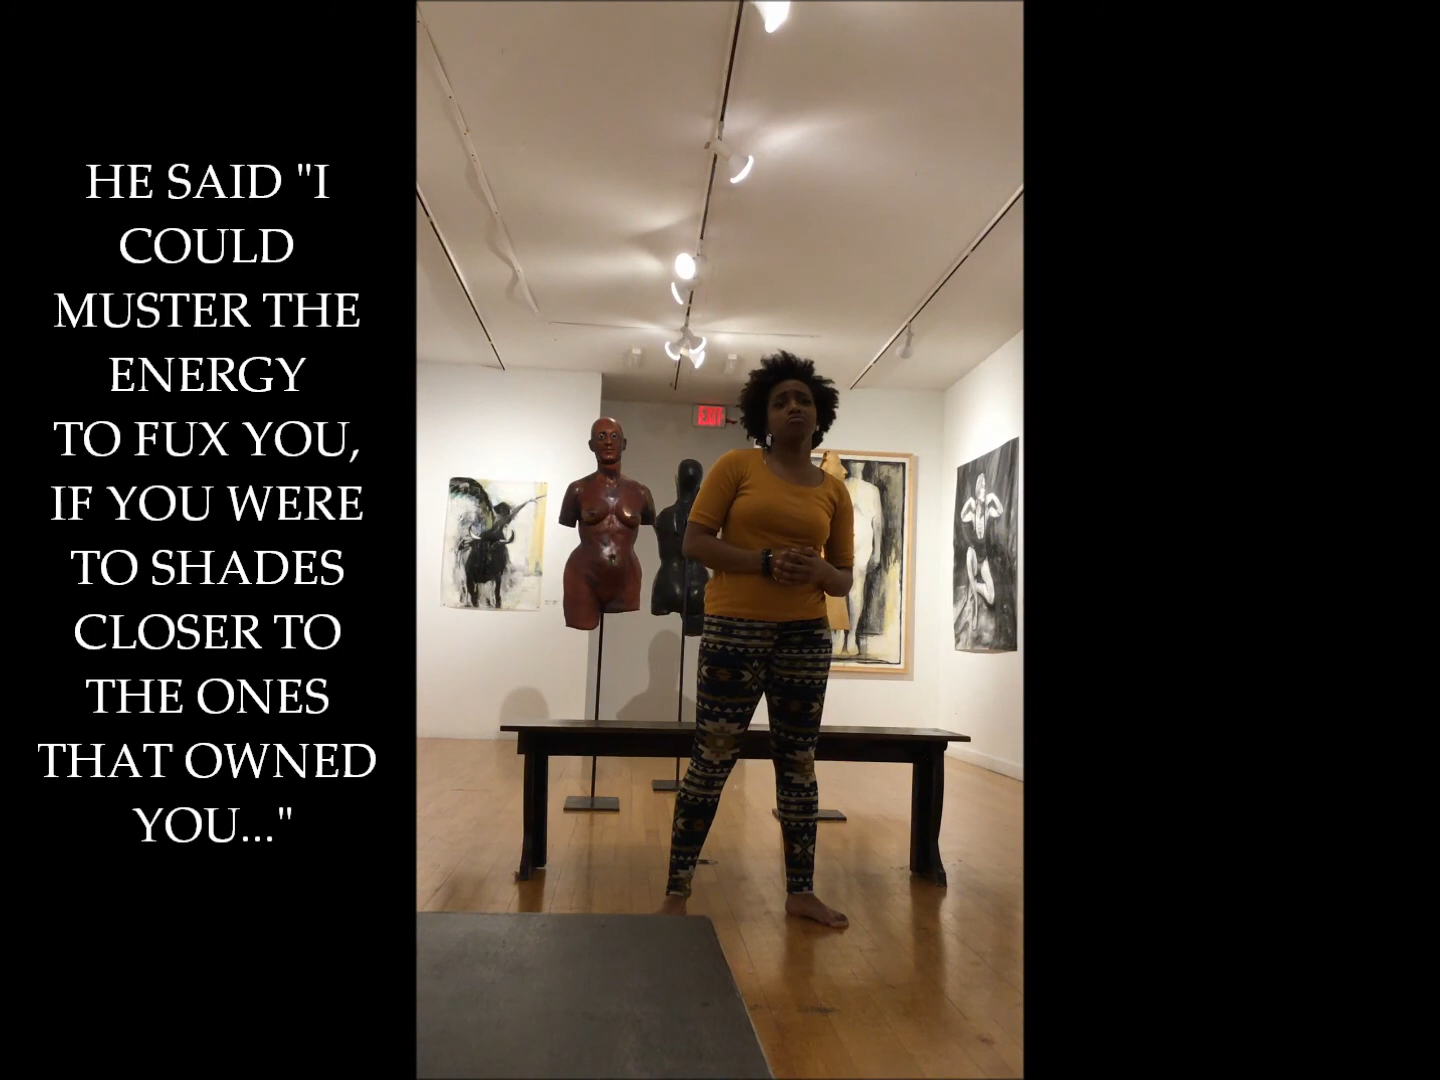 HE SAID "I
COULD
MUSTER THE
ENERGY
TO FUX YOU,
IF YOU WERE
TO SHADES
CLOSER TO
THE ONES
THAT OWNED
YOU..."
EXIT